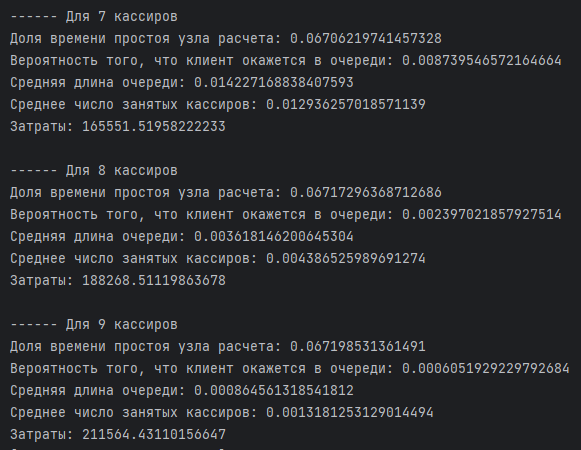 ------ Для 7 кассиров
Доля времени простоя узла расчета: 0.06706219741457328
Вероятность того, что клиент окажется в очереди: 0.008739546572164664
Средняя длина очереди: 0.014227168838407593
Среднее число занятых кассиров: 0.012936257018571139
Затраты: 165551.51958222233
------ Для 8 кассиров
Доля времени простоя узла расчета: 0.06717296368712686
Вероятность того, что клиент окажется в очереди: 0.002397021857927514
Средняя длина очереди: 0.003618146200645304
Среднее число занятых кассиров: 0.004386525989691274
Затраты: 188268.51119863678
------ Для 9 кассиров
Доля времени простоя узла расчета: 0.067198531361491
Вероятность того, что клиент окажется в очереди: 0.0006051929229792684
Средняя длина очереди: 0.000864561318541812
Среднее число занятых кассиров: 0.0013181253129014494
Затраты: 211564.43110156647